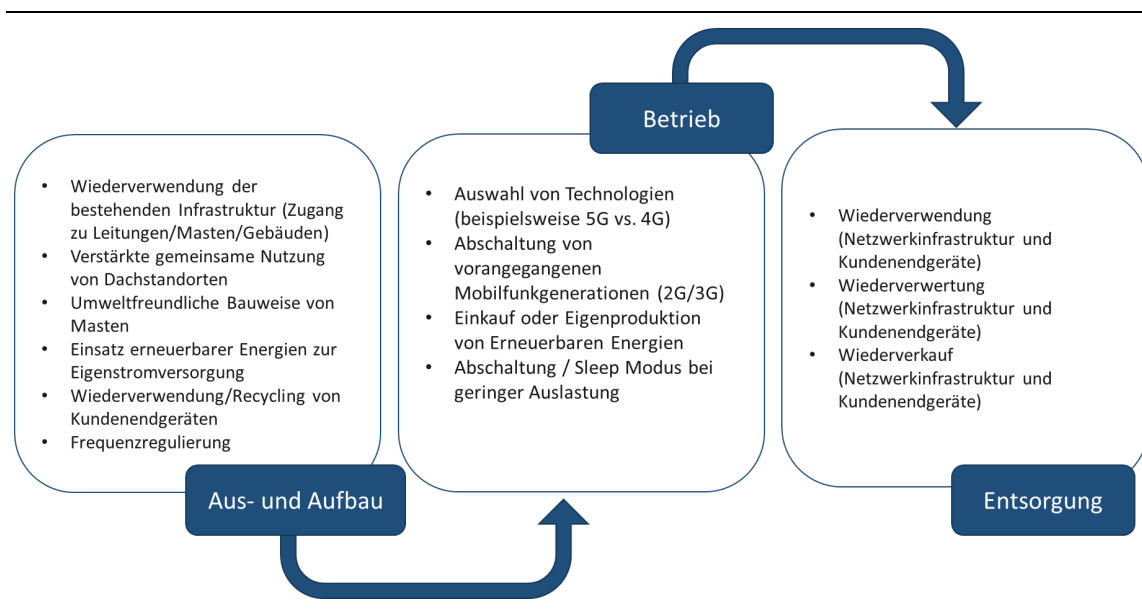 • Wiederverwendung der
bestehenden Infrastruktur (Zugang
zu Leitungen/Masten/Gebäuden)
• Verstärkte gemeinsame Nutzung
von Dachstandorten
• Umweltfreundliche Bauweise von
Masten
• Einsatz erneuerbarer Energien zur
Eigenstromversorgung
• Wiederverwendung/Recycling von
Kundenendgeräten
• Frequenzregulierung
Aus- und Aufbau
Betrieb
• Auswahl von Technologien
(beispielsweise 5G vs. 4G)
• Abschaltung von
vorangegangenen
Mobilfunkgenerationen (2G/3G)
• Einkauf oder Eigenproduktion
von Erneuerbaren Energien
• Abschaltung / Sleep Modus bei
geringer Auslastung
• Wiederverwendung
(Netzwerkinfrastruktur und
Kundenendgeräte)
• Wiederverwertung
(Netzwerkinfrastruktur und
Kundenendgeräte)
• Wiederverkauf
(Netzwerkinfrastruktur und
Kundenendgeräte)
Entsorgung